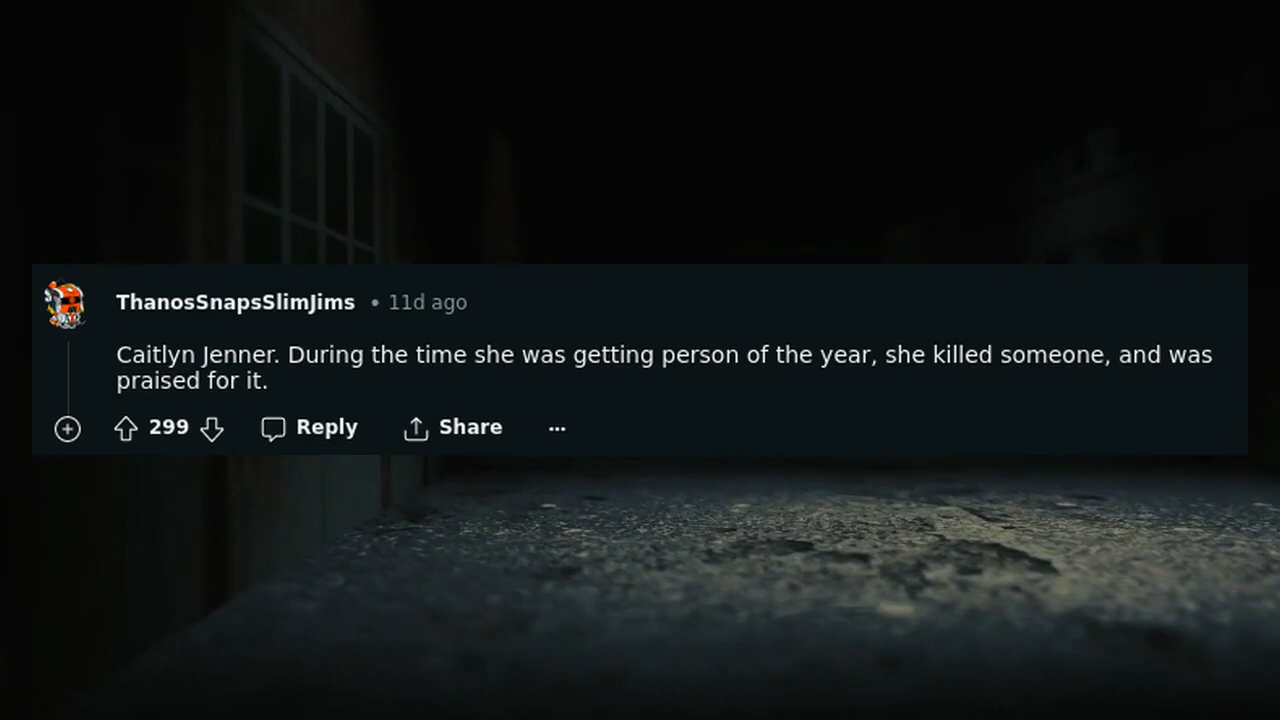 ThanosSnapsSlimJims • 11d ago
Caitlyn Jenner. During the time she was getting person of the year, she killed someone, and was
praised for it.
299 Reply Share ...